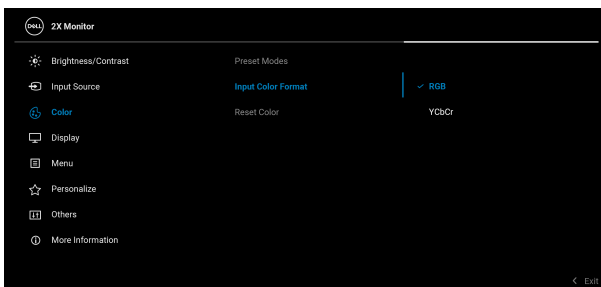 DELL 2X Monitor
Brightness/Contrast Preset Modes
Input Source Input Color Format RGB
Color Reset Color YCbCr
Display
Menu
Personalize
Others
More Information
Exit